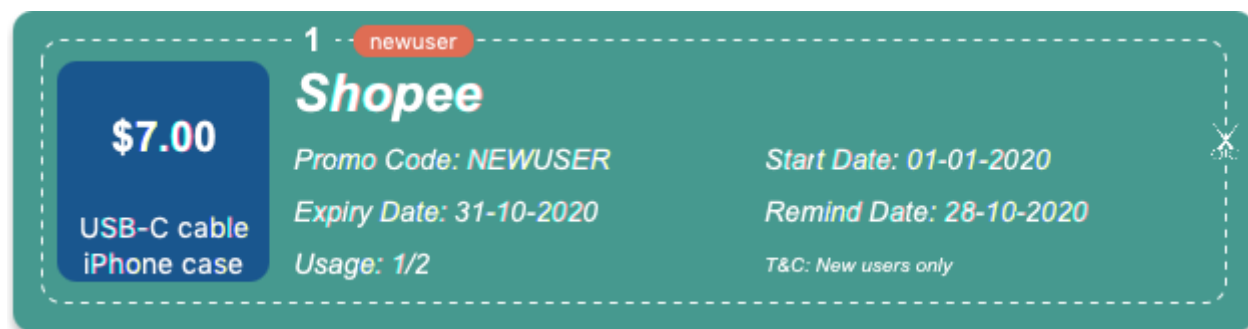 1 newuser
Shopee
$7.00
USB-C cable
iPhone case
Promo Code: NEWUSER
Start Date: 01-01-2020
Expiry Date: 31-10-2020
Remind Date: 28-10-2020
Usage: 1/2
T&C: New users only